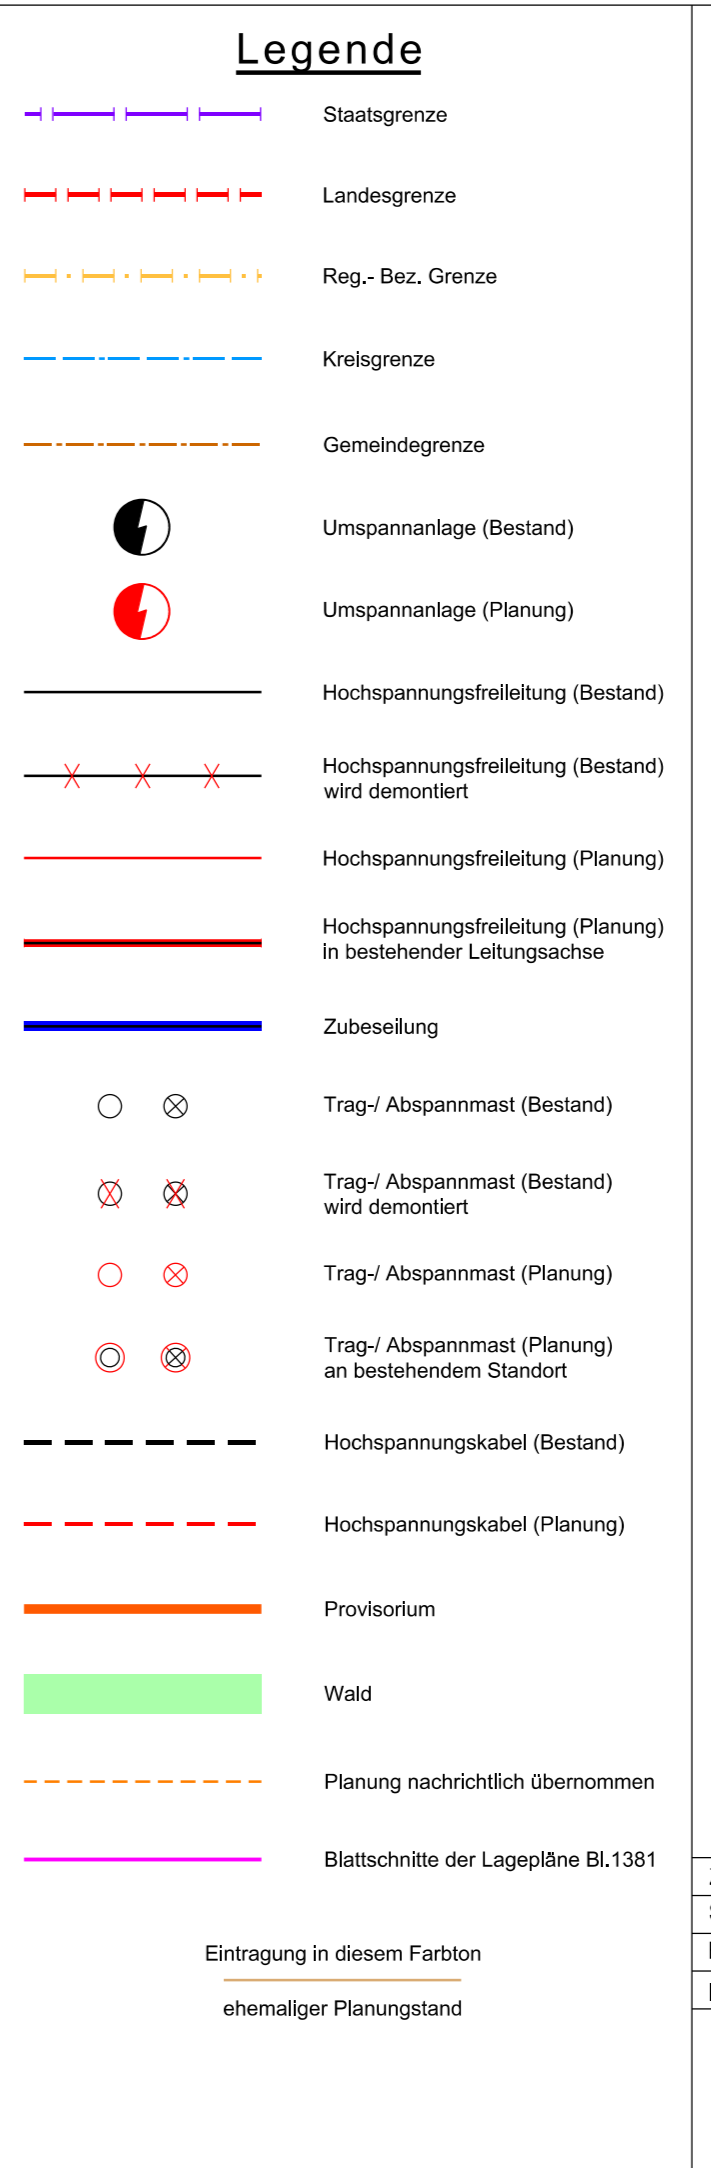 Legende
Staatsgrenze
Landesgrenze
Reg.- Bez. Grenze
Kreisgrenze
Gemeindegrenze
Umspannanlage (Bestand)
Umspannanlage (Planung)
Hochspannungsfreileitung (Bestand)
Hochspannungsfreileitung (Bestand)
wird demontiert
Hochspannungsfreileitung (Planung)
Hochspannungsfreileitung (Planung)
in bestehender Leitungsachse
Zubeseilung
Trag-/ Abspannmast (Bestand)
Trag-/ Abspannmast (Bestand)
wird demontiert
Trag-/ Abspannmast (Planung)
Trag-/ Abspannmast (Planung)
an bestehendem Standort
Hochspannungskabel (Bestand)
Hochspannungskabel (Planung)
Provisorium
Wald
Planung nachrichtlich übernommen
Blattschnitte der Lagepläne Bl.1381
Eintragung in diesem Farbton
ehemaliger Planungstand